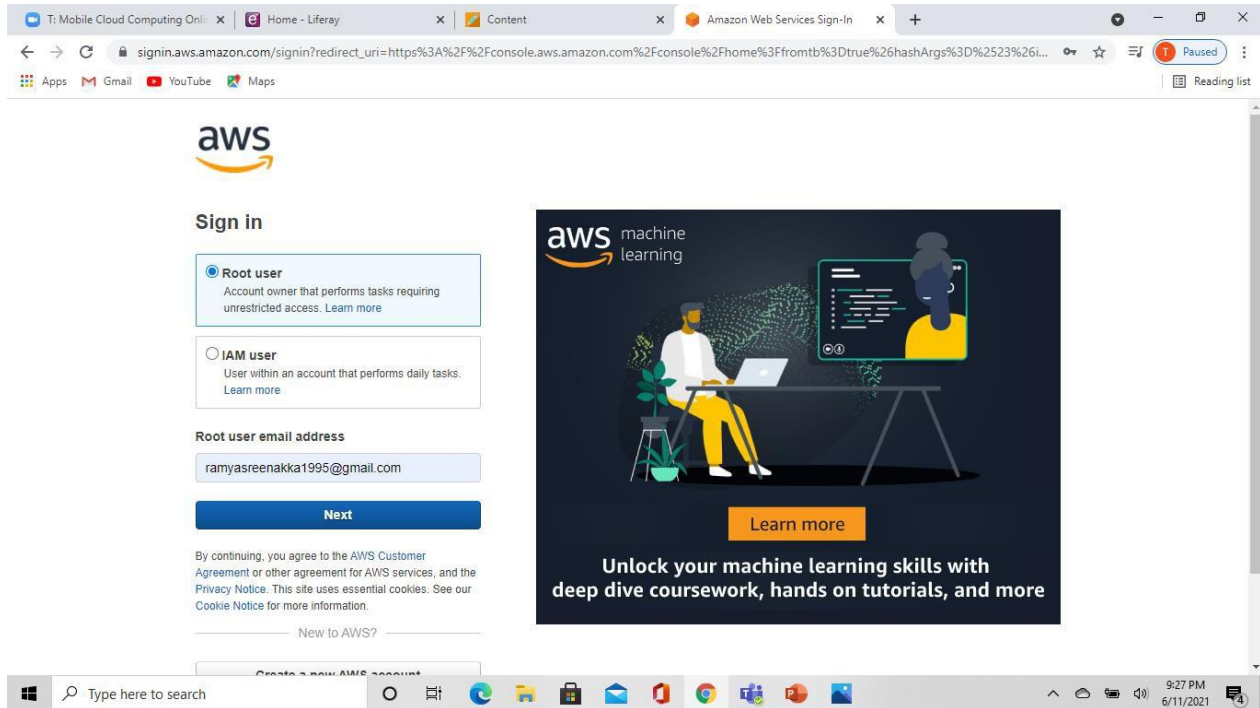 T: Mobile Cloud Computing Onli
Home - Liferay
Content
Amazon Web Services Sign-In
signin.aws.amazon.com/signin?redirect_uri=https%3A%2F%2Fconsole.aws.amazon.com%2Fconsole%2Fhome%3Ffromtb%3Dtrue%26hashArgs%3D%2523%26i...
T Paused
Apps
Gmail
YouTube
Maps
Reading list
aws
Sign in
Root user
Account owner that performs tasks requiring
unrestricted access. Learn more
IAM user
User within an account that performs daily tasks.
Learn more
Root user email address
ramyasreenakka1995@gmail.com
Next
By continuing, you agree to the AWS Customer
Agreement or other agreement for AWS services, and the
Privacy Notice. This site uses essential cookies. See our
Cookie Notice for more information.
New to AWS?
Create a new AWS account
aws machine
learning
Learn more
Unlock your machine learning skills with
deep dive coursework, hands on tutorials, and more
Type here to search
9:27 PM
6/11/2021
4